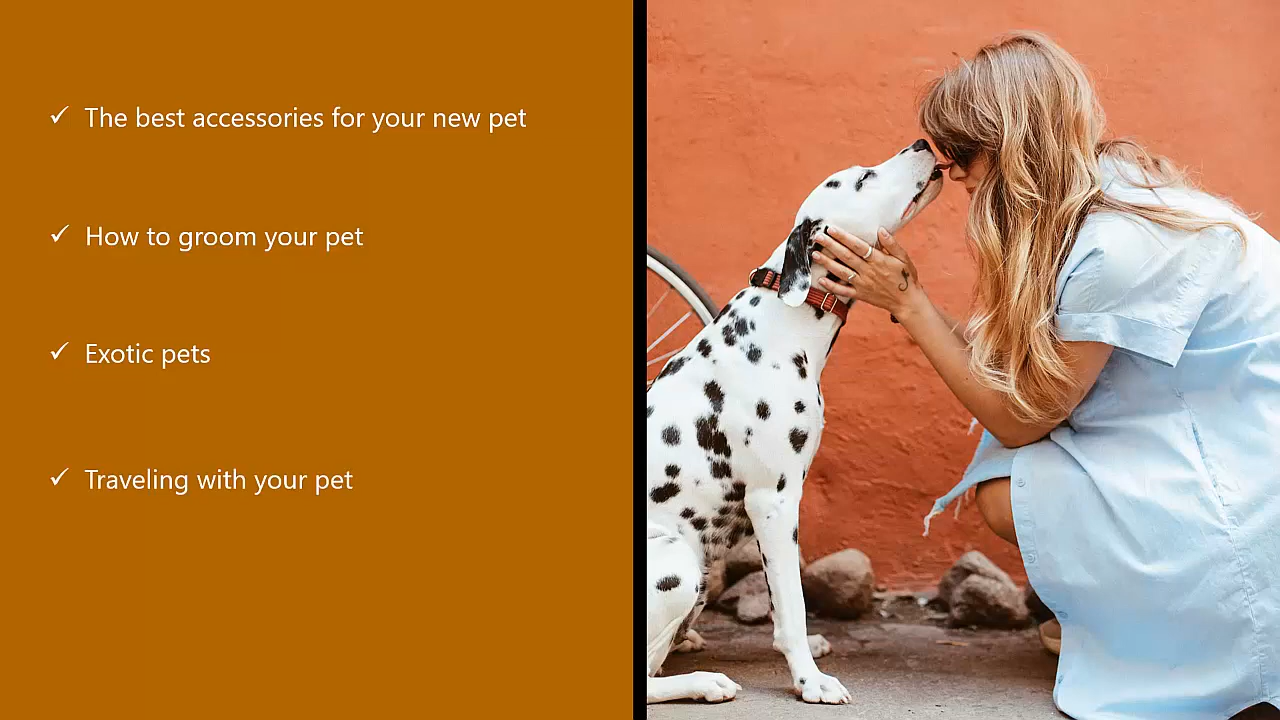 The best accessories for your new pet
How to groom your pet
Exotic pets
Traveling with your pet